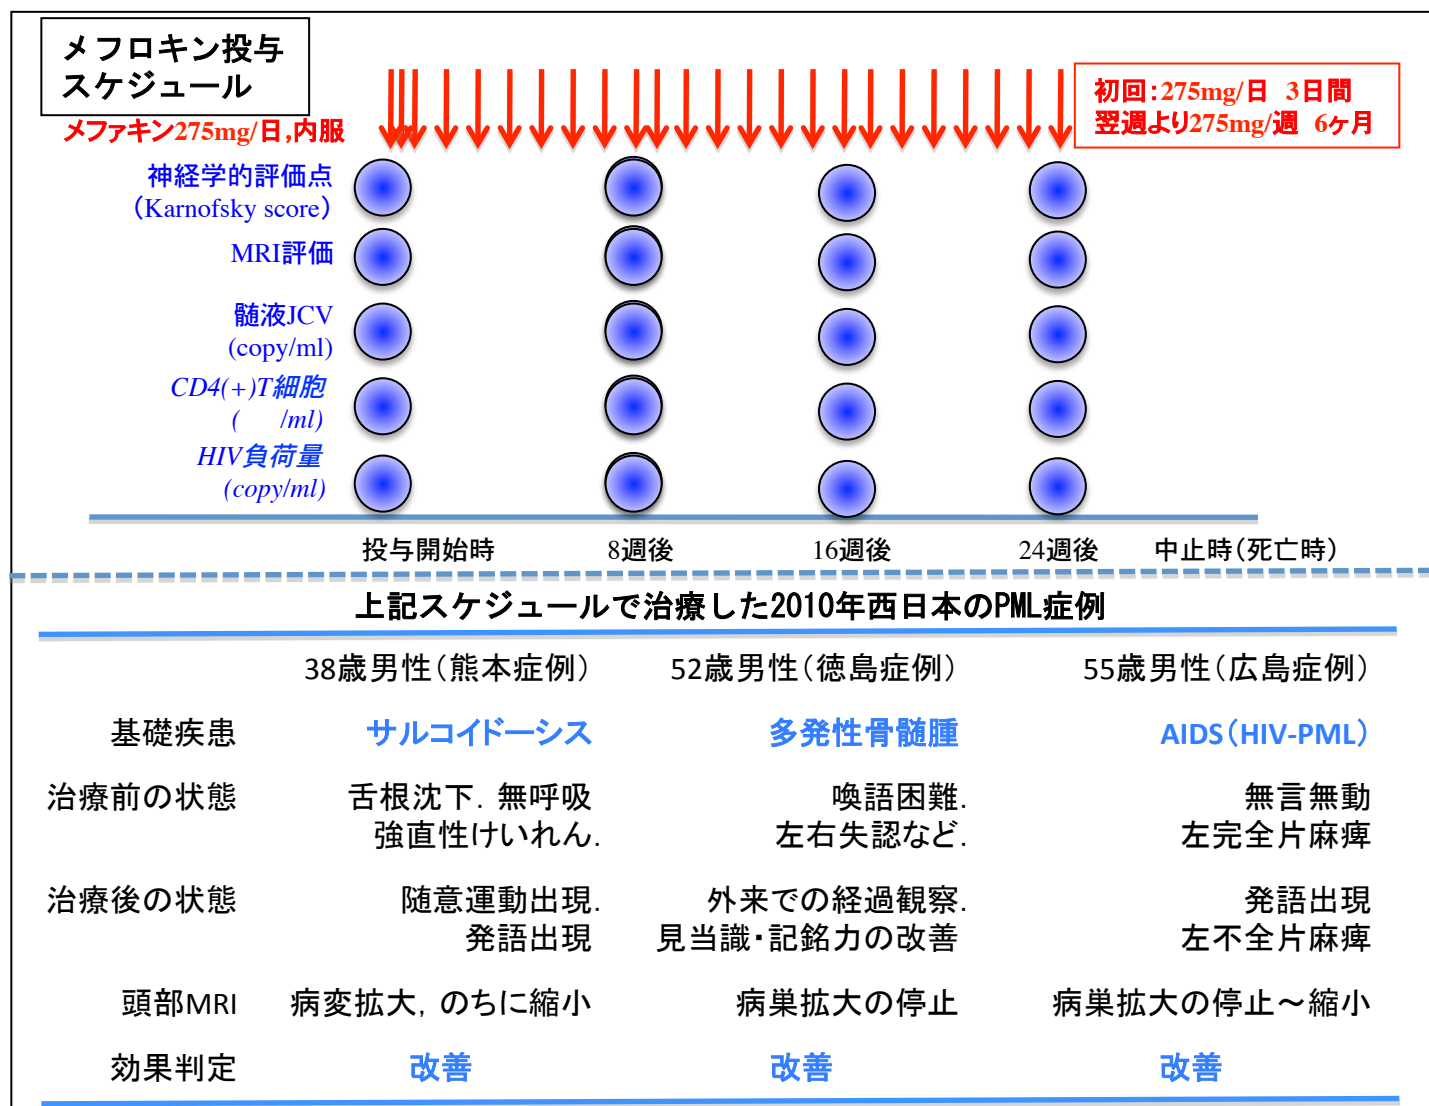 メフロキン投与
スケジュール
メファキン275mg/日,内服
初回:275mg/日 3日間
翌週より275mg/週 6ヶ月
神経学的評価点
(Karnofsky score)
MRI評価
髄液JCV
(copy/ml)
CD4(+)T細胞
( /ml)
HIV負荷量
(copy/ml)
投与開始時 8週後 16週後 24週後 中止時(死亡時)
上記スケジュールで治療した2010年西日本のPML症例
38歳男性(熊本症例) 52歳男性(徳島症例) 55歳男性(広島症例)
基礎疾患 サルコイドーシス 多発性骨髄腫 AIDS(HIV-PML)
治療前の状態 舌根沈下. 無呼吸 喚語困難. 無言無動
強直性けいれん. 左右失認など. 左完全片麻痺
治療後の状態 随意運動出現. 外来での経過観察. 発語出現
発語出現 見当識・記銘力の改善 左不全片麻痺
頭部MRI 病変拡大, のちに縮小 病巣拡大の停止 病巣拡大の停止～縮小
効果判定 改善 改善 改善